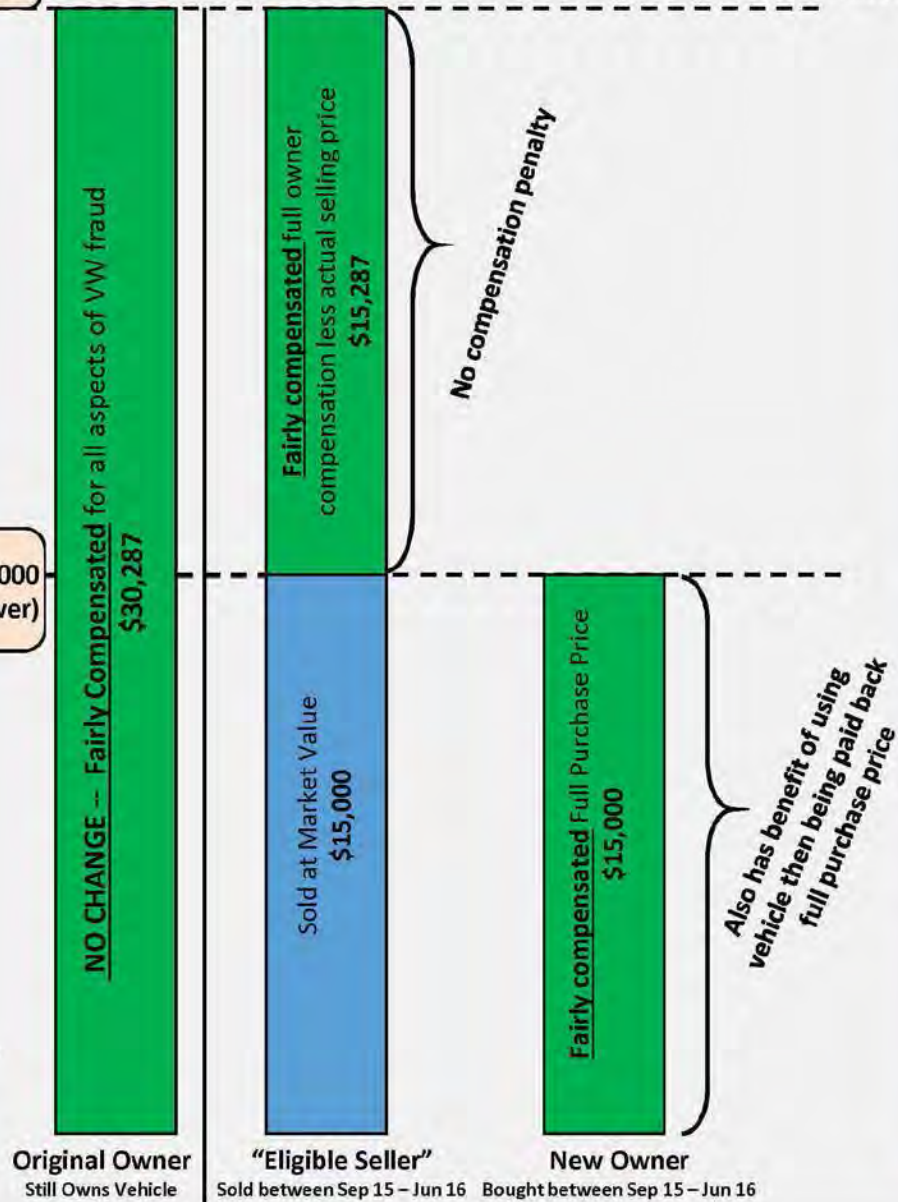 NO CHANGE -- Fairly Compensated for all aspects of VW fraud
$30,287
Fairly compensated full owner
compensation less actual selling price
$15,287
No compensation penalty
000
ver)
Sold at Market Value
$15,000
Fairly compensated Full Purchase Price
$15,000
Also has benefit of using
vehicle then being paid back
full purchase price
Original Owner
Still Owns Vehicle
"Eligible Seller"
Sold between Sep 15 – Jun 16
New Owner
Bought between Sep 15 – Jun 16